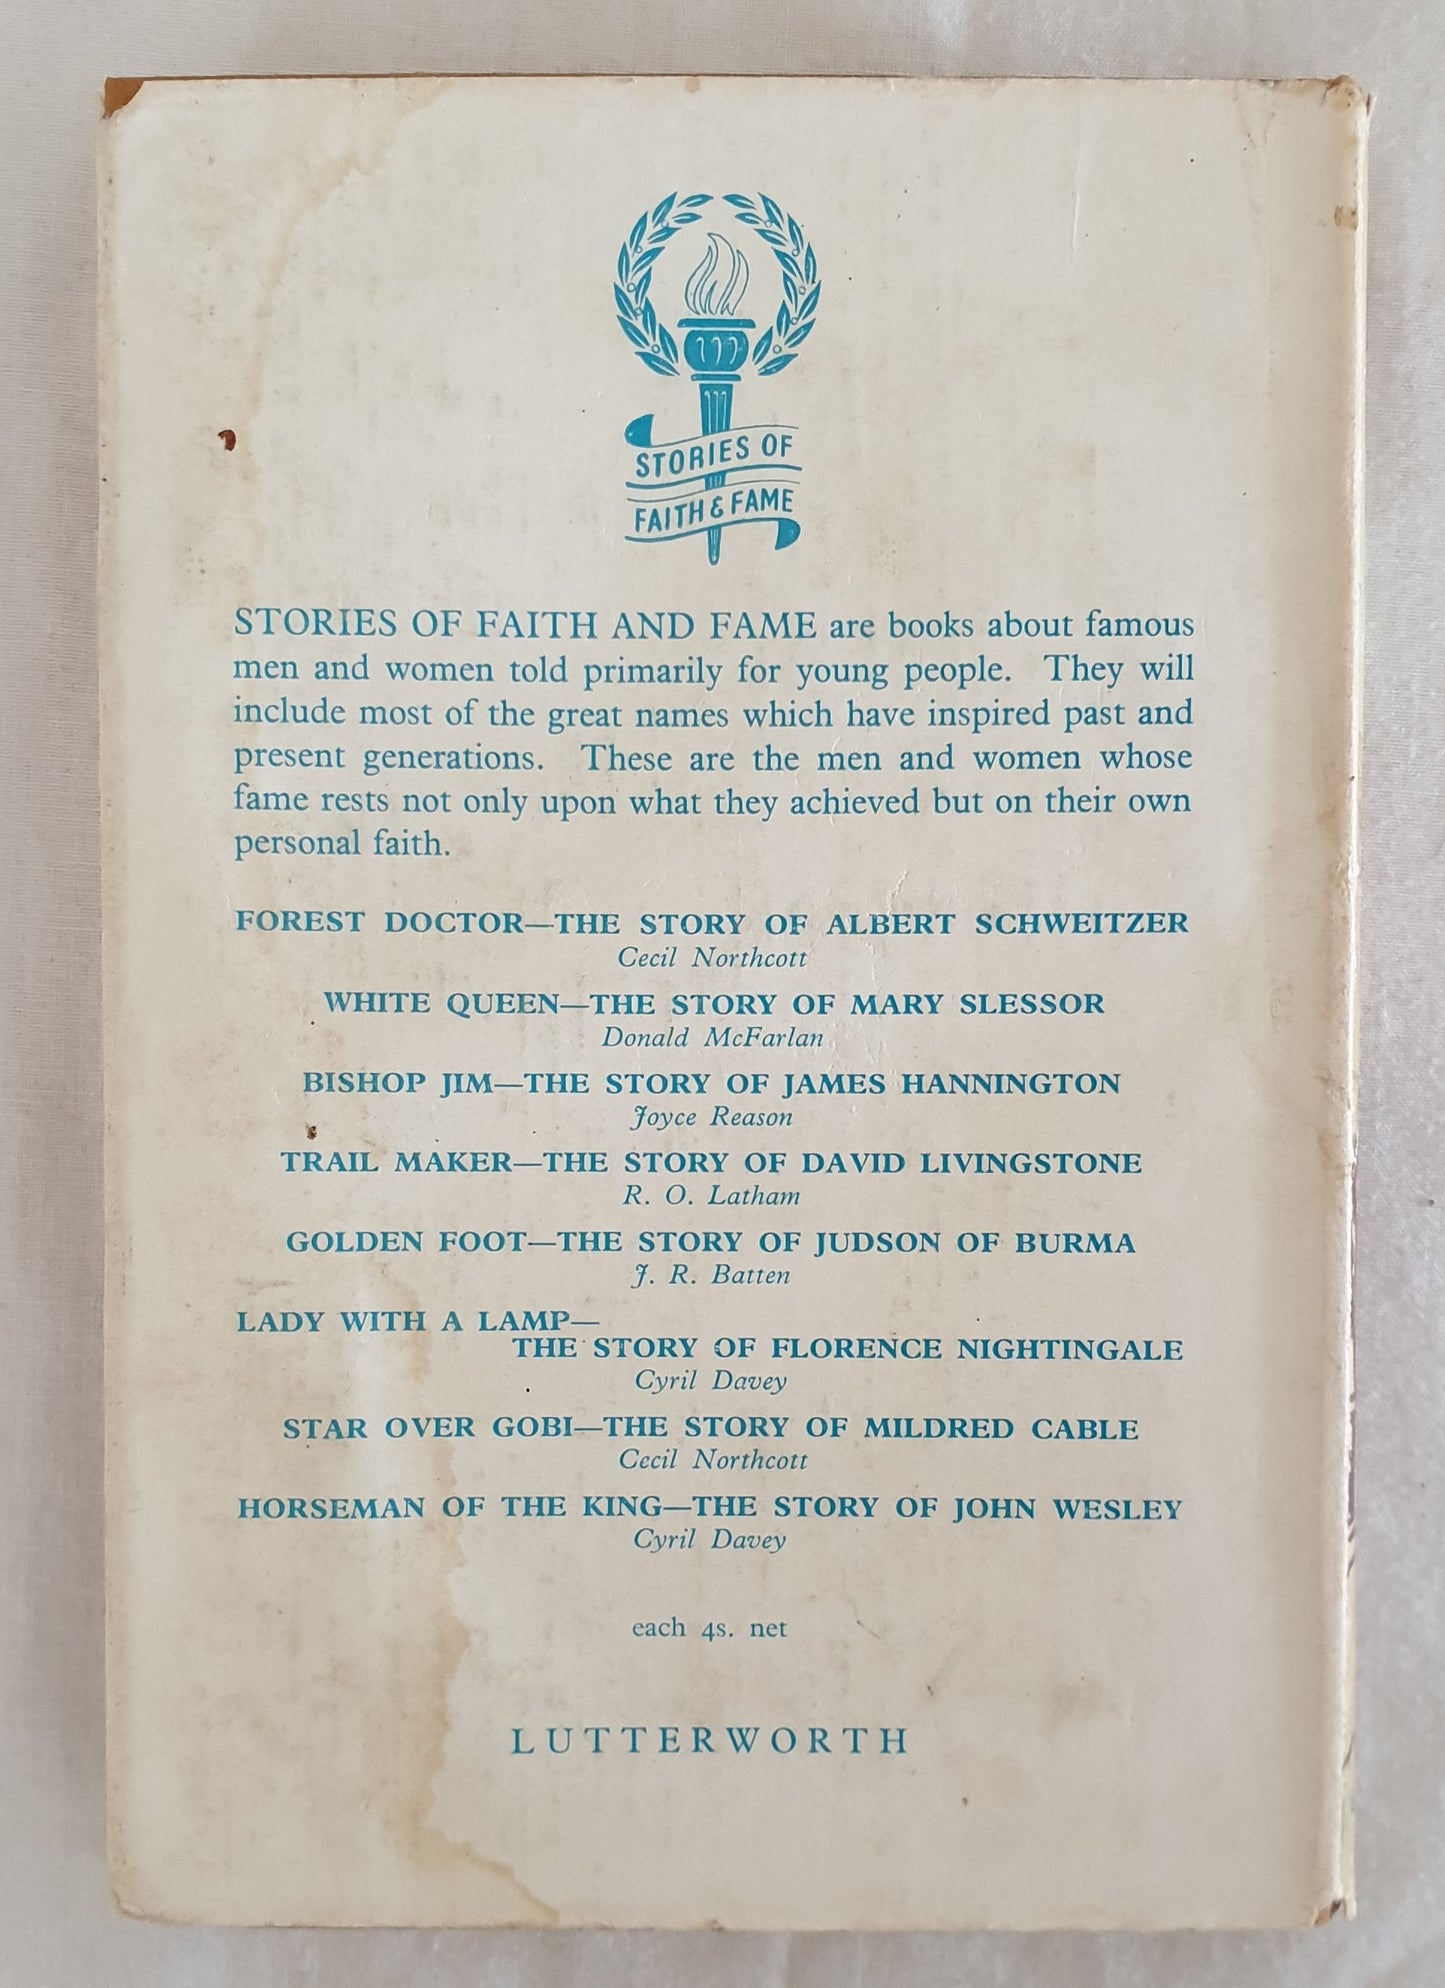 STORIES OF
FAITH & FAME
STORIES OF FAITH AND FAME are books about famous
men and women told primarily for young people. They will
include most of the great names which have inspired past and
present generations. These are the men and women whose
fame rests not only upon what they achieved but on their own
personal faith.
FOREST DOCTOR—THE STORY OF ALBERT SCHWEITZER
Cecil Northcott
WHITE QUEEN—THE STORY OF MARY SLESSOR
Donald McFarlan
BISHOP JIM—THE STORY OF JAMES HANNINGTON
Joyce Reason
TRAIL MAKER—THE STORY OF DAVID LIVINGSTONE
R. O. Latham
GOLDEN FOOT—THE STORY OF JUDSON OF BURMA
J. R. Batten
LADY WITH A LAMP—
THE STORY OF FLORENCE NIGHTINGALE
Cyril Davey
STAR OVER GOBI—THE STORY OF MILDRED CABLE
Cecil Northcott
HORSEMAN OF THE KING—THE STORY OF JOHN WESLEY
Cyril Davey
each 4s. net
LUTTERWORTH